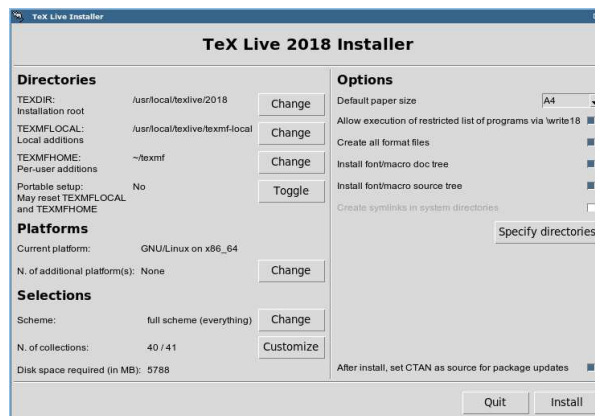 TeX Live Installer
TeX Live 2018 Installer
Directories
TEXDIR: /usr/local/texlive/2018 Change
Installation root
TEXMFLOCAL: /usr/local/texlive/texmf-local Change
Local additions
TEXMFHOME: ~/texmf Change
Per-user additions
Portable setup: No Toggle
May reset TEXMFLOCAL
and TEXMFHOME
Platforms
Current platform: GNU/Linux on x86_64
N. of additional platform(s): None Change
Selections
Scheme: full scheme (everything) Change
N. of collections: 40 / 41 Customize
Disk space required (in MB): 5788
Options
Default paper size A4
Allow execution of restricted list of programs via \write18
Create all format files
Install font/macro doc tree
Install font/macro source tree
Create symlinks in system directories
Specify directories
After install, set CTAN as source for package updates
Quit Install